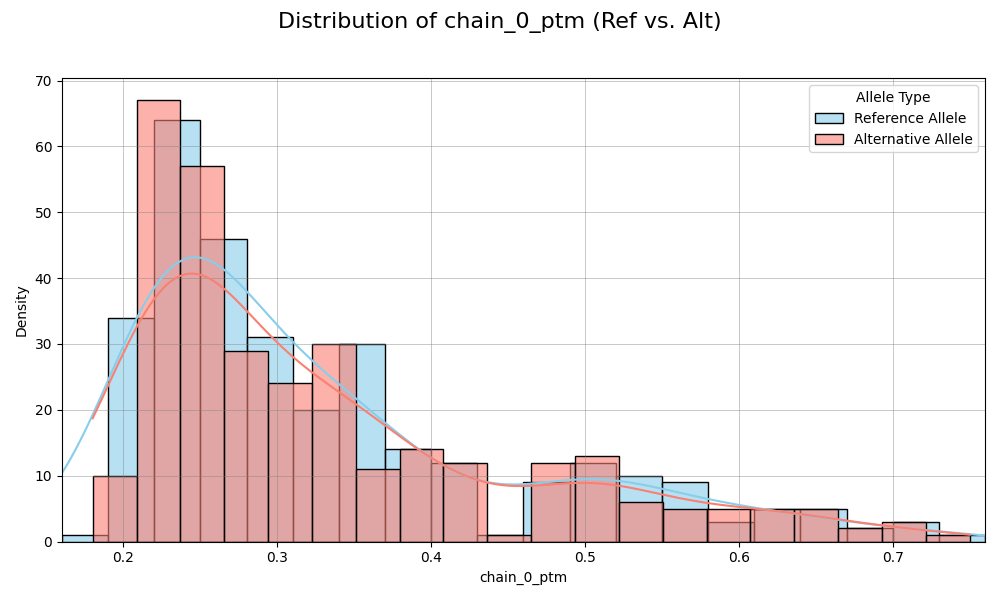 Distribution of chain_0_ptm (Ref vs. Alt)
Allele Type
Reference Allele
Alternative Allele
Density
70
60
50
40
30
20
10
0
0.2 0.3 0.4 0.5 0.6 0.7
chain_0_ptm